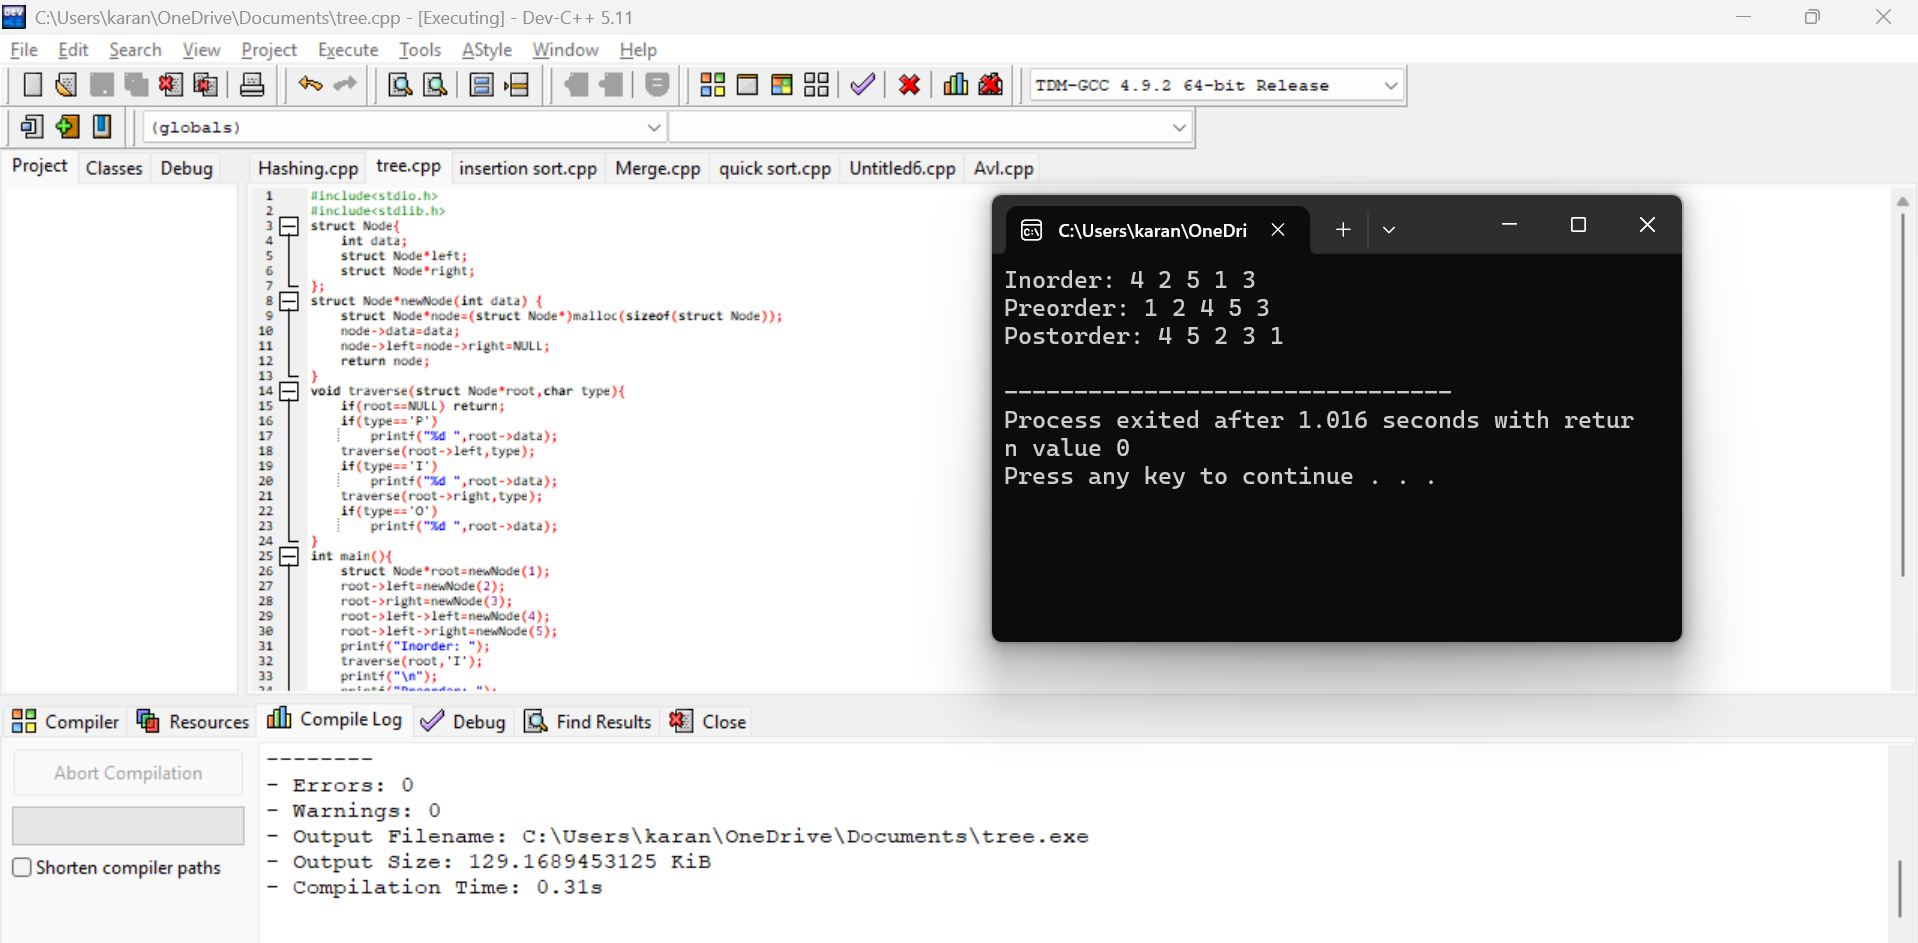 C:\Users\karan\OneDrive\Documents\tree.cpp - [Executing] - Dev-C++ 5.11
File Edit Search View Project Execute Tools AStyle Window Help
TDM-GCC 4.9.2 64-bit Release
(globals)
Project Classes Debug
Hashing.cpp tree.cpp insertion sort.cpp Merge.cpp quick sort.cpp Untitled6.cpp Avl.cpp
1 #include<stdio.h>
2 #include<stdlib.h>
3 struct Node{
4 int data;
5 struct Node*left;
6 struct Node*right;
7 };
8 struct Node*newNode(int data) {
9 struct Node*node=(struct Node*)malloc(sizeof(struct Node));
10 node->data=data;
11 node->left=node->right=NULL;
12 return node;
13 }
14 void traverse(struct Node*root,char type){
15 if(root==NULL) return;
16 if(type=='P')
17 printf("%d ",root->data);
18 traverse(root->left,type);
19 if(type=='I')
20 printf("%d ",root->data);
21 traverse(root->right,type);
22 if(type=='O')
23 printf("%d ",root->data);
24 }
25 int main(){
26 struct Node*root=newNode(1);
27 root->left=newNode(2);
28 root->right=newNode(3);
29 root->left->left=newNode(4);
30 root->left->right=newNode(5);
31 printf("Inorder: ");
32 traverse(root,'I');
33 printf("\n");
34 printf("Preorder: ");
C:\Users\karan\OneDri
Inorder: 4 2 5 1 3
Preorder: 1 2 4 5 3
Postorder: 4 5 2 3 1
--------------------------------
Process exited after 1.016 seconds with retur
n value 0
Press any key to continue . . .
Compiler Resources Compile Log Debug Find Results Close
Abort Compilation
Shorten compiler paths
--------
- Errors: 0
- Warnings: 0
- Output Filename: C:\Users\karan\OneDrive\Documents\tree.exe
- Output Size: 129.1689453125 KiB
- Compilation Time: 0.31s